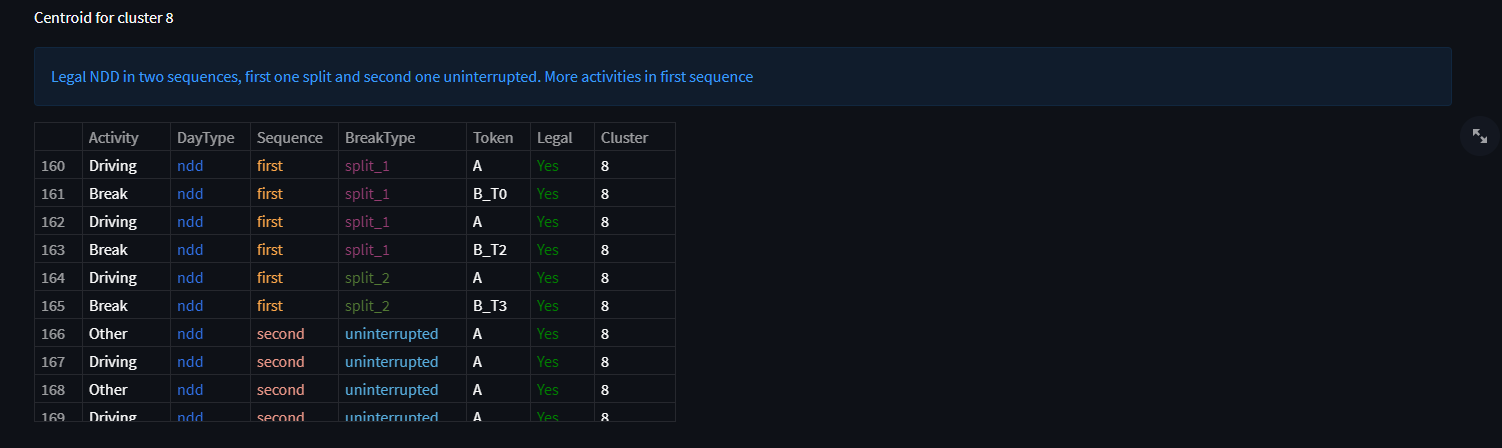 Centroid for cluster 8
Legal NDD in two sequences, first one split and second one uninterrupted. More activities in first sequence
Activity DayType Sequence BreakType Token Legal Cluster
160 Driving ndd first split_1 A Yes 8
161 Break ndd first split_1 B_T0 Yes 8
162 Driving ndd first split_1 A Yes 8
163 Break ndd first split_1 B_T2 Yes 8
164 Driving ndd first split_2 A Yes 8
165 Break ndd first split_2 B_T3 Yes 8
166 Other ndd second uninterrupted A Yes 8
167 Driving ndd second uninterrupted A Yes 8
168 Other ndd second uninterrupted A Yes 8
169 Driving ndd second uninterrupted A Yes 8